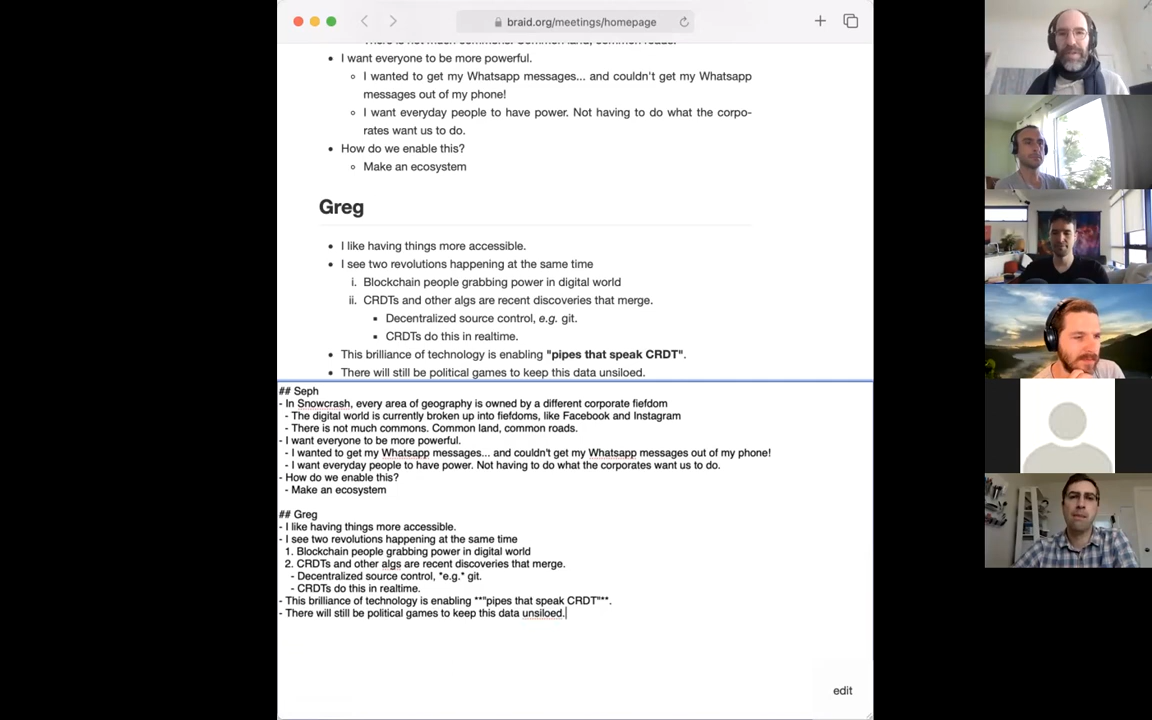 braid.org/meetings/homepage
I want everyone to be more powerful.
I wanted to get my Whatsapp messages... and couldn't get my Whatsapp
messages out of my phone!
I want everyday people to have power. Not having to do what the corpo-
rates want us to do.
How do we enable this?
Make an ecosystem
Greg
I like having things more accessible.
I see two revolutions happening at the same time
i. Blockchain people grabbing power in digital world
ii. CRDTs and other algs are recent discoveries that merge.
Decentralized source control, e.g. git.
CRDTs do this in realtime.
This brilliance of technology is enabling "pipes that speak CRDT".
There will still be political games to keep this data unsiloed.
## Seph
- In Snowcrash, every area of geography is owned by a different corporate fiefdom
- The digital world is currently broken up into fiefdoms, like Facebook and Instagram
- There is not much commons. Common land, common roads.
- I want everyone to be more powerful.
- I wanted to get my Whatsapp messages... and couldn't get my Whatsapp messages out of my phone!
- I want everyday people to have power. Not having to do what the corporates want us to do.
- How do we enable this?
- Make an ecosystem
## Greg
- I like having things more accessible.
- I see two revolutions happening at the same time
1. Blockchain people grabbing power in digital world
2. CRDTs and other algs are recent discoveries that merge.
- Decentralized source control, *e.g.* git.
- CRDTs do this in realtime.
- This brilliance of technology is enabling **"pipes that speak CRDT"**.
- There will still be political games to keep this data unsiloed.
edit